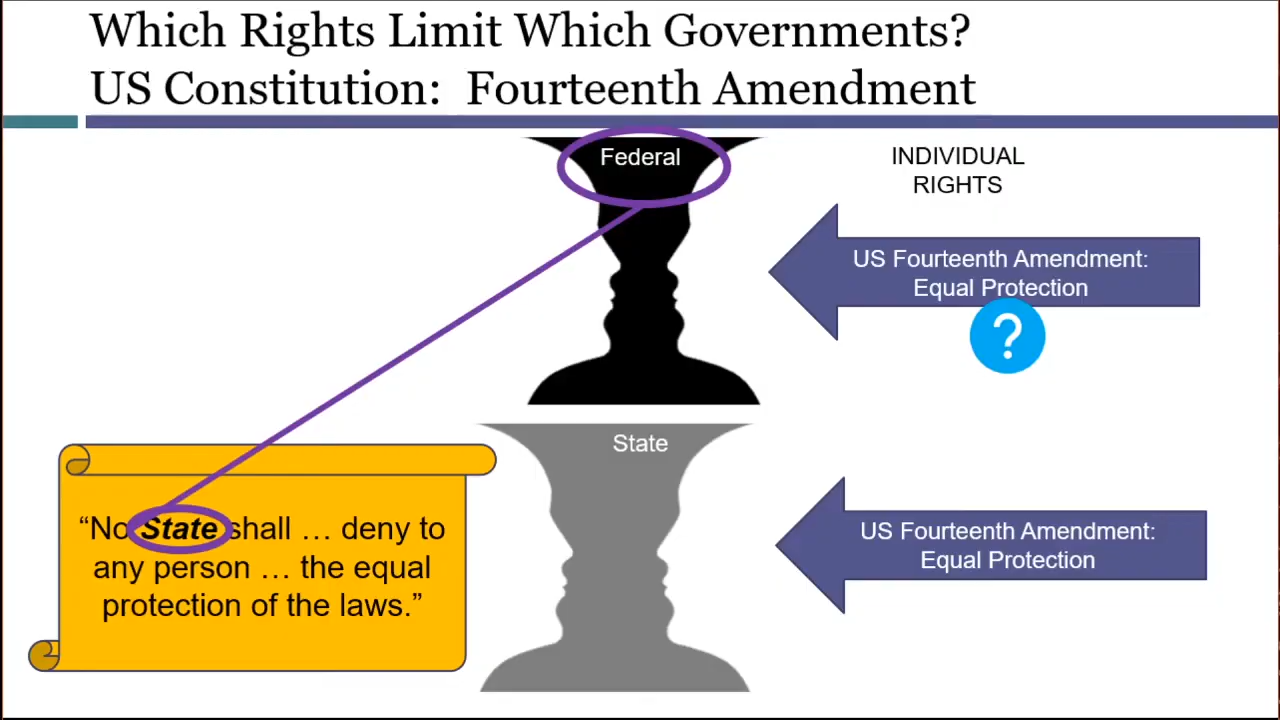 Which Rights Limit Which Governments?
US Constitution: Fourteenth Amendment
Federal
INDIVIDUAL
RIGHTS
US Fourteenth Amendment:
Equal Protection
?
State
“No State shall … deny to
any person … the equal
protection of the laws.”
US Fourteenth Amendment:
Equal Protection